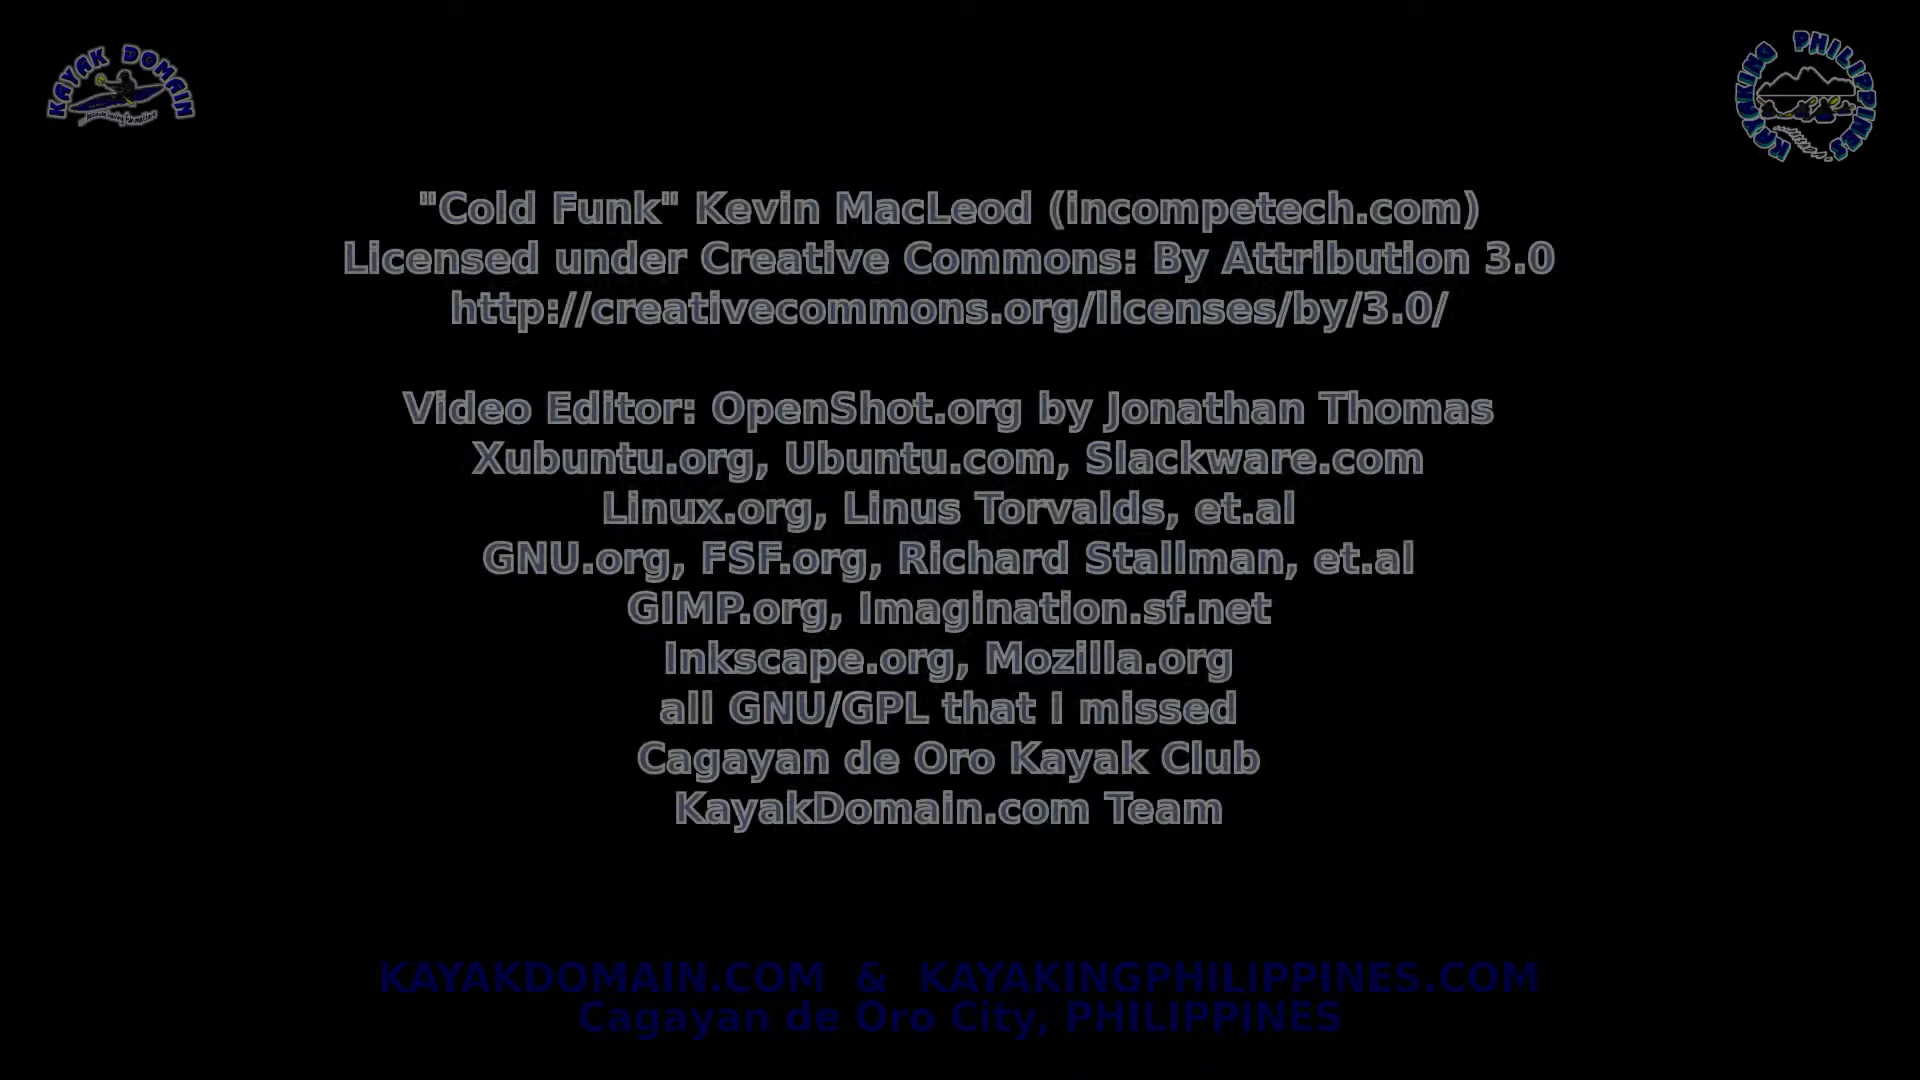 KAYAK DOMAIN
KAYAKING PHILIPPINES
"Cold Funk" Kevin MacLeod (incompetech.com)
Licensed under Creative Commons: By Attribution 3.0
http://creativecommons.org/licenses/by/3.0/
Video Editor: OpenShot.org by Jonathan Thomas
Xubuntu.org, Ubuntu.com, Slackware.com
Linux.org, Linus Torvalds, et.al
GNU.org, FSF.org, Richard Stallman, et.al
GIMP.org, Imagination.sf.net
Inkscape.org, Mozilla.org
all GNU/GPL that I missed
Cagayan de Oro Kayak Club
KayakDomain.com Team
KAYAKDOMAIN.COM & KAYAKINGPHILIPPINES.COM
Cagayan de Oro City, PHILIPPINES